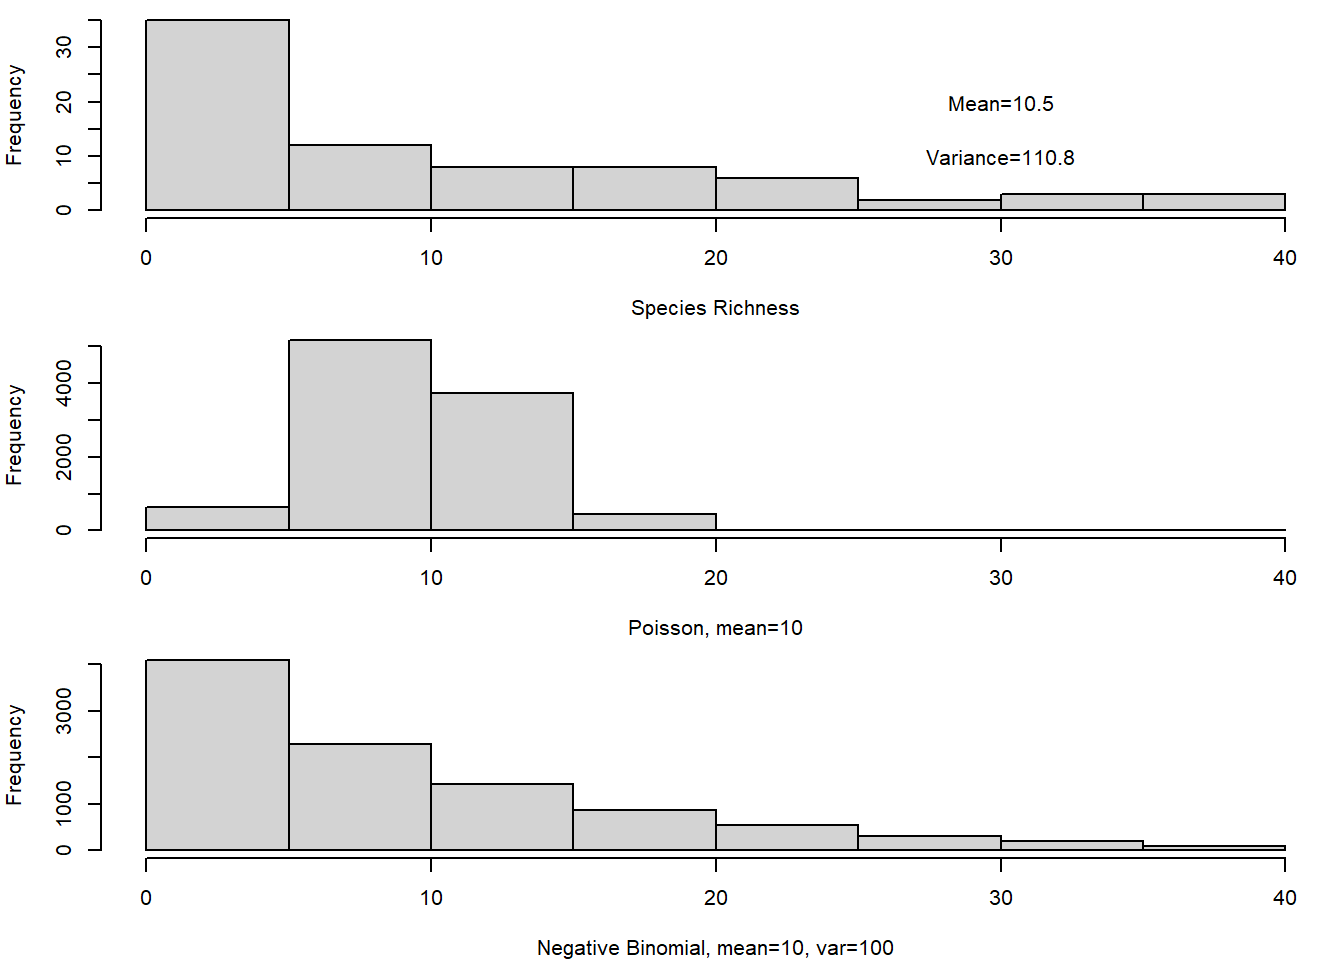 Frequency
0
10
20
30
Mean=10.5
Variance=110.8
0 10 20 30 40
Species Richness
Frequency
0
2000
4000
0 10 20 30 40
Poisson, mean=10
Frequency
0
1000
3000
0 10 20 30 40
Negative Binomial, mean=10, var=100